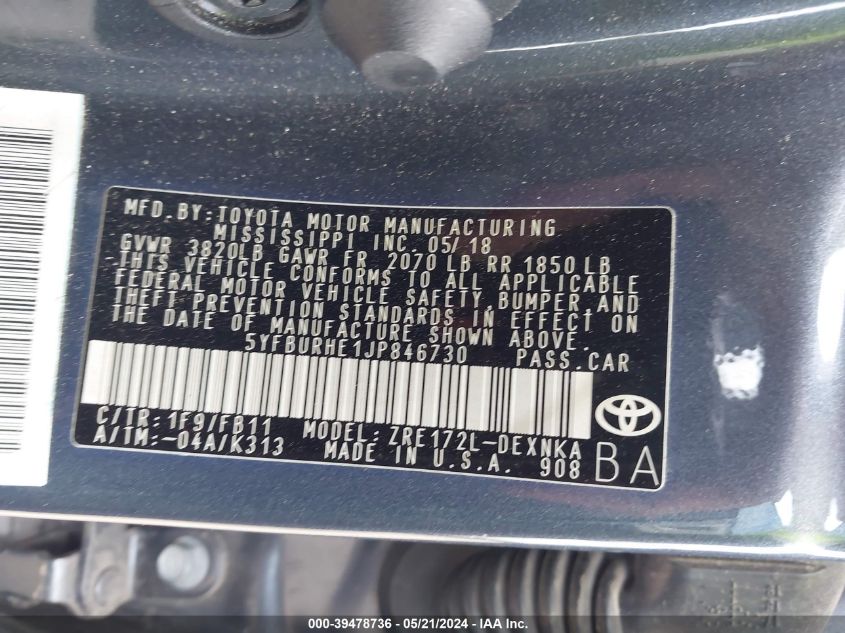 MFD.BY:TOYOTA MOTOR MANUFACTURING
MISSISSIPPI INC. 05/18
GVWR 3820LB GAWR FR 2070 LB RR 1850 LB
THIS VEHICLE CONFORMS TO ALL APPLICABLE
FEDERAL MOTOR VEHICLE SAFETY,BUMPER AND
THEFT PREVENTION STANDARDS IN EFFECT ON
THE DATE OF MANUFACTURE SHOWN ABOVE.
5YFBURHE1JP846730 PASS.CAR
C/TR:1F9/FB11 MODEL:ZRE172L-DEXNKA
A/TM:-04A/K313 MADE IN U.S.A. 908 BA
000-39478736 / 05/21/2024 / © IAA Inc.